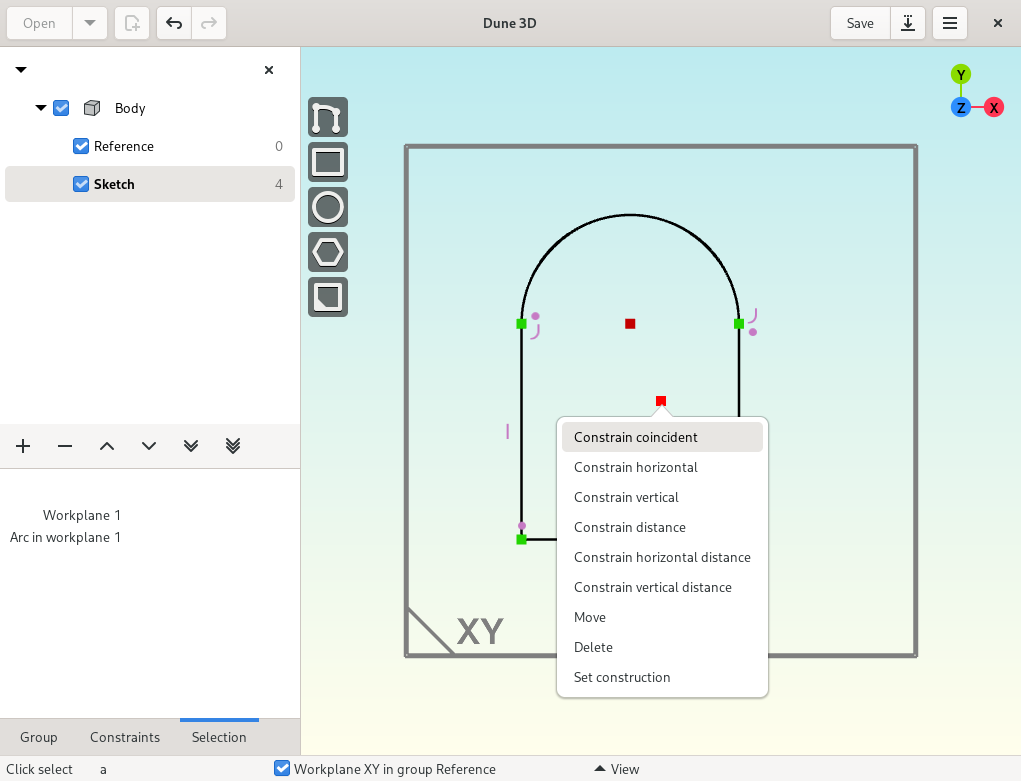 Open
Dune 3D
Save
Body
Reference 0
Sketch 4
Workplane 1
Arc in workplane 1
Group Constraints Selection
Y
Z X
XY
Constrain coincident
Constrain horizontal
Constrain vertical
Constrain distance
Constrain horizontal distance
Constrain vertical distance
Move
Delete
Set construction
Click select a Workplane XY in group Reference View